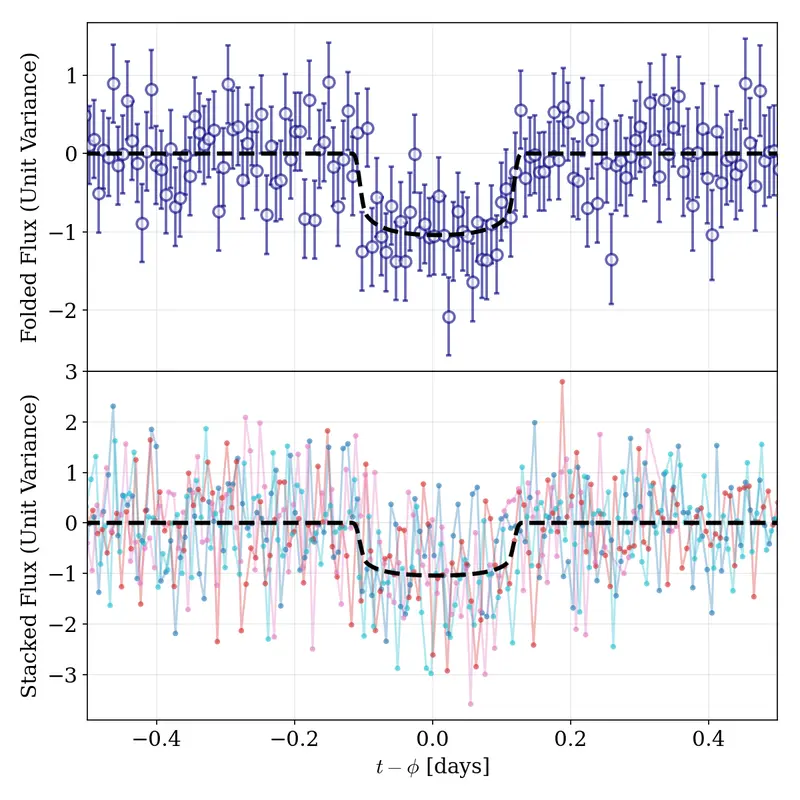 Folded Flux (Unit Variance)
1
0
−1
−2
Stacked Flux (Unit Variance)
3
2
1
0
−1
−2
−3
−0.4 −0.2 0.0 0.2 0.4
t − ϕ [days]